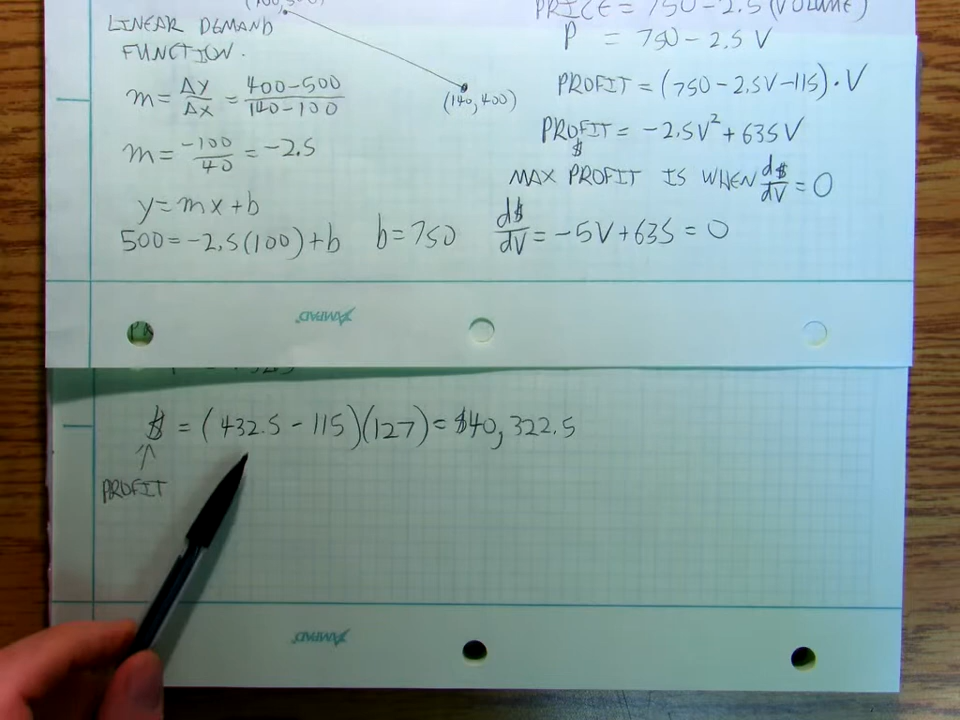 PRICE = 750 - 2.5 (VOLUME)
LINEAR DEMAND
FUNCTION.
P = 750 - 2.5 V
m = ΔY/ΔX = 400-500/140-100
(140, 400)
PROFIT = (750 - 2.5V - 115) · V
PROFIT = -2.5V² + 635V
$
m = -100/40 = -2.5
MAX PROFIT IS WHEN d$/dV = 0
y = mx + b
500 = -2.5(100) + b b = 750
d$/dV = -5V + 635 = 0
AMPAD®
$ = (432.5 - 115)(127) = $40,322.5
↑
PROFIT
AMPAD®